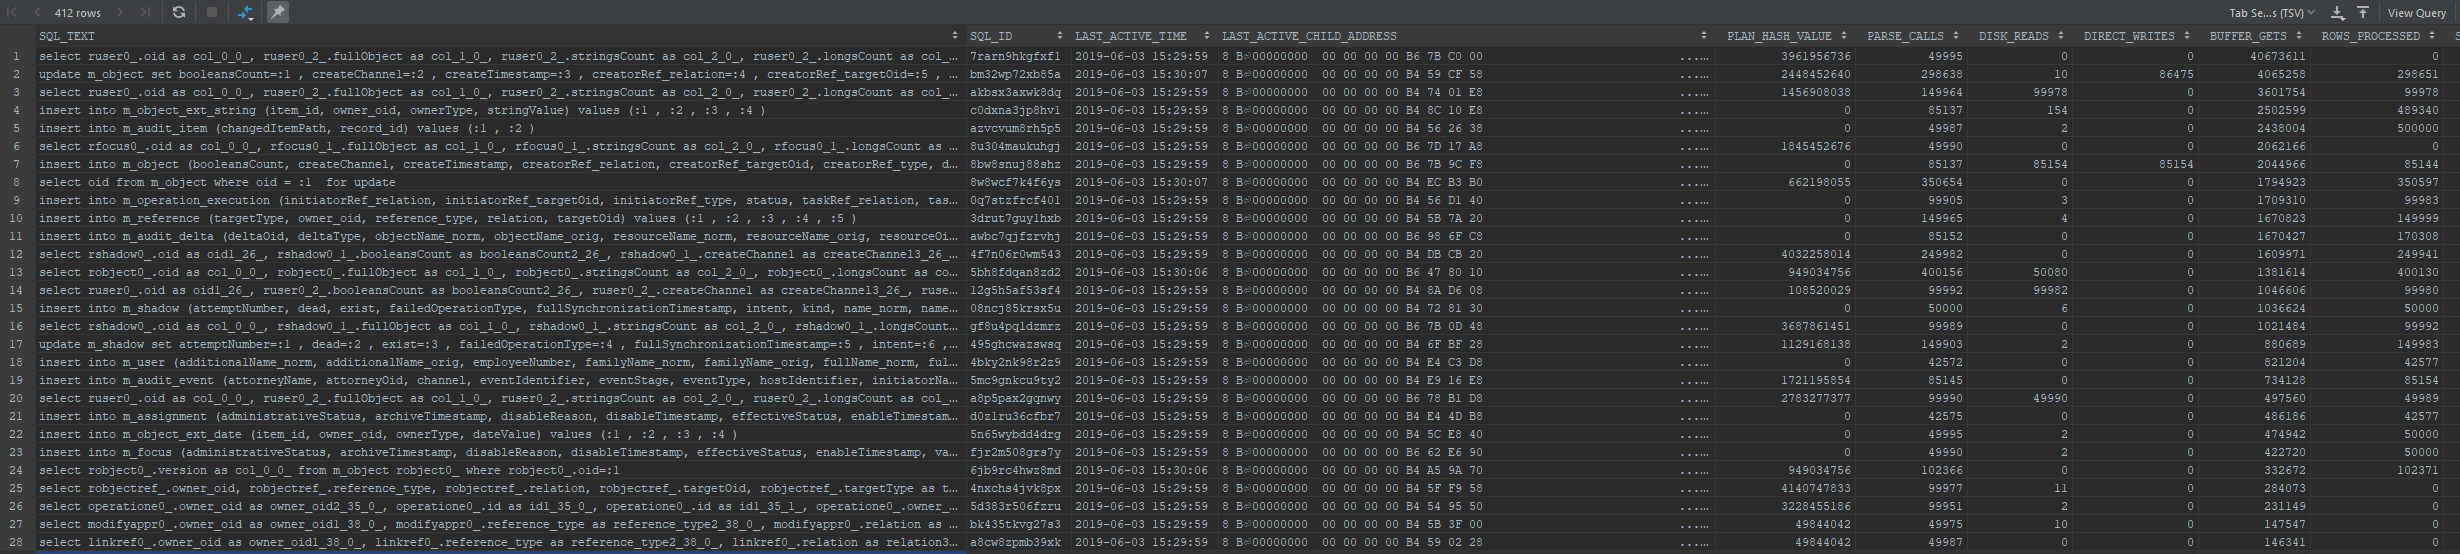 412 rows Tab Se...s (TSV) View Query
SQL_TEXT SQL_ID LAST_ACTIVE_TIME LAST_ACTIVE_CHILD_ADDRESS PLAN_HASH_VALUE PARSE_CALLS DISK_READS DIRECT_WRITES BUFFER_GETS ROWS_PROCESSED S
1 select ruser0_.oid as col_0_0_, ruser0_2_.fullObject as col_1_0_, ruser0_2_.stringsCount as col_2_0_, ruser0_2_.longsCount as col_... 7rarn9hkgfxf1 2019-06-03 15:29:59 8 B⏎00000000 00 00 00 00 B6 7B C0 00 ...... 3961956736 49995 0 0 40673611 0
2 update m_object set booleansCount=:1 , createChannel=:2 , createTimestamp=:3 , creatorRef_relation=:4 , creatorRef_targetOid=:5 , ... bm32wp72xb85a 2019-06-03 15:30:07 8 B⏎00000000 00 00 00 00 B4 59 CF 58 ...... 2448452640 298638 10 86475 4065258 298651
3 select ruser0_.oid as col_0_0_, ruser0_2_.fullObject as col_1_0_, ruser0_2_.stringsCount as col_2_0_, ruser0_2_.longsCount as col_... akbsx3axwk8dq 2019-06-03 15:29:59 8 B⏎00000000 00 00 00 00 B4 74 01 E8 ...... 1456908038 149964 99978 0 3601754 99978
4 insert into m_object_ext_string (item_id, owner_oid, ownerType, stringValue) values (:1 , :2 , :3 , :4 ) c0dxna3jp8hv1 2019-06-03 15:29:59 8 B⏎00000000 00 00 00 00 B4 8C 10 E8 ...... 0 85137 154 0 2502599 489340
5 insert into m_audit_item (changedItemPath, record_id) values (:1 , :2 ) azvcvum8rh5p5 2019-06-03 15:29:59 8 B⏎00000000 00 00 00 00 B4 56 26 38 ...... 0 49987 2 0 2438004 500000
6 select rfocus0_.oid as col_0_0_, rfocus0_1_.fullObject as col_1_0_, rfocus0_1_.stringsCount as col_2_0_, rfocus0_1_.longsCount as ... 8u304maukuhgj 2019-06-03 15:29:59 8 B⏎00000000 00 00 00 00 B6 7D 17 A8 ...... 1845452676 49990 0 0 2062166 0
7 insert into m_object (booleansCount, createChannel, createTimestamp, creatorRef_relation, creatorRef_targetOid, creatorRef_type, d... 8bw8snuj88shz 2019-06-03 15:29:59 8 B⏎00000000 00 00 00 00 B6 7B 9C F8 ...... 0 85137 85154 85154 2044966 85144
8 select oid from m_object where oid = :1 for update 8w8wcf7k4f6ys 2019-06-03 15:30:07 8 B⏎00000000 00 00 00 00 B4 EC B3 B0 ...... 662198055 350654 0 0 1794923 350597
9 insert into m_operation_execution (initiatorRef_relation, initiatorRef_targetOid, initiatorRef_type, status, taskRef_relation, tas... 0q7stzfrcf401 2019-06-03 15:29:59 8 B⏎00000000 00 00 00 00 B4 56 D1 40 ...... 0 99905 3 0 1709310 99983
10 insert into m_reference (targetType, owner_oid, reference_type, relation, targetOid) values (:1 , :2 , :3 , :4 , :5 ) 3drut7guylhxb 2019-06-03 15:29:59 8 B⏎00000000 00 00 00 00 B4 5B 7A 20 ...... 0 149965 4 0 1670823 149999
11 insert into m_audit_delta (deltaOid, deltaType, objectName_norm, objectName_orig, resourceName_norm, resourceName_orig, resourceOi... awbc7qjfzrvhj 2019-06-03 15:29:59 8 B⏎00000000 00 00 00 00 B6 98 6F C8 ...... 0 85152 0 0 1670427 170308
12 select rshadow0_.oid as oid1_26_, rshadow0_1_.booleansCount as booleansCount2_26_, rshadow0_1_.createChannel as createChannel3_26_... 4f7n06r0wm543 2019-06-03 15:29:59 8 B⏎00000000 00 00 00 00 B4 DB CB 20 ...... 4032258014 249982 0 0 1609971 249941
13 select robject0_.oid as col_0_0_, robject0_.fullObject as col_1_0_, robject0_.stringsCount as col_2_0_, robject0_.longsCount as co... 5bh8fdqan8zd2 2019-06-03 15:30:06 8 B⏎00000000 00 00 00 00 B6 47 80 10 ...... 949034756 400156 50080 0 1381614 400130
14 select ruser0_.oid as oid1_26_, ruser0_2_.booleansCount as booleansCount2_26_, ruser0_2_.createChannel as createChannel3_26_, ruse... 12g5h5af53sf4 2019-06-03 15:29:59 8 B⏎00000000 00 00 00 00 B4 8A D6 08 ...... 108520029 99992 99982 0 1046606 99980
15 insert into m_shadow (attemptNumber, dead, exist, failedOperationType, fullSynchronizationTimestamp, intent, kind, name_norm, name... 08ncj85krsx5u 2019-06-03 15:29:59 8 B⏎00000000 00 00 00 00 B4 72 81 30 ...... 0 50000 6 0 1036624 50000
16 select rshadow0_.oid as col_0_0_, rshadow0_1_.fullObject as col_1_0_, rshadow0_1_.stringsCount as col_2_0_, rshadow0_1_.longsCount... gf8u4pqldzmrz 2019-06-03 15:29:59 8 B⏎00000000 00 00 00 00 B6 7B 0D 48 ...... 3687861451 99989 0 0 1021484 99992
17 update m_shadow set attemptNumber=:1 , dead=:2 , exist=:3 , failedOperationType=:4 , fullSynchronizationTimestamp=:5 , intent=:6 ,... 495ghcwazswsq 2019-06-03 15:29:59 8 B⏎00000000 00 00 00 00 B4 6F BF 28 ...... 1129168138 149903 2 0 880689 149983
18 insert into m_user (additionalName_norm, additionalName_orig, employeeNumber, familyName_norm, familyName_orig, fullName_norm, ful... 4bky2nk98r2z9 2019-06-03 15:29:59 8 B⏎00000000 00 00 00 00 B4 E4 C3 D8 ...... 0 42572 0 0 821204 42577
19 insert into m_audit_event (attorneyName, attorneyOid, channel, eventIdentifier, eventStage, eventType, hostIdentifier, initiatorNa... 5mc9gnkcu9ty2 2019-06-03 15:29:59 8 B⏎00000000 00 00 00 00 B4 E9 16 E8 ...... 1721195854 85145 0 0 734128 85154
20 select ruser0_.oid as col_0_0_, ruser0_2_.fullObject as col_1_0_, ruser0_2_.stringsCount as col_2_0_, ruser0_2_.longsCount as col_... a8p5pax2gqnwy 2019-06-03 15:29:59 8 B⏎00000000 00 00 00 00 B6 78 B1 D8 ...... 2783277377 99990 49990 0 497560 49989
21 insert into m_assignment (administrativeStatus, archiveTimestamp, disableReason, disableTimestamp, effectiveStatus, enableTimestam... d0zlru36cfbr7 2019-06-03 15:29:59 8 B⏎00000000 00 00 00 00 B4 E4 4D B8 ...... 0 42575 0 0 486186 42577
22 insert into m_object_ext_date (item_id, owner_oid, ownerType, dateValue) values (:1 , :2 , :3 , :4 ) 5n65wybdd4drg 2019-06-03 15:29:59 8 B⏎00000000 00 00 00 00 B4 5C E8 40 ...... 0 49995 2 0 474942 50000
23 insert into m_focus (administrativeStatus, archiveTimestamp, disableReason, disableTimestamp, effectiveStatus, enableTimestamp, va... fjr2m508grs7y 2019-06-03 15:29:59 8 B⏎00000000 00 00 00 00 B6 62 E6 90 ...... 0 49990 2 0 422720 50000
24 select robject0_.version as col_0_0_ from m_object robject0_ where robject0_.oid=:1 6jb9rc4hwz8md 2019-06-03 15:30:06 8 B⏎00000000 00 00 00 00 B4 A5 9A 70 ...... 949034756 102366 0 0 332672 102371
25 select robjectref_.owner_oid, robjectref_.reference_type, robjectref_.relation, robjectref_.targetOid, robjectref_.targetType as t... 4nxchs4jvk8px 2019-06-03 15:29:59 8 B⏎00000000 00 00 00 00 B4 5F F9 58 ...... 4140747833 99977 11 0 284073 0
26 select operatione0_.owner_oid as owner_oid2_35_0_, operatione0_.id as id1_35_0_, operatione0_.id as id1_35_1_, operatione0_.owner_... 5d383r506fzru 2019-06-03 15:29:59 8 B⏎00000000 00 00 00 00 B4 54 95 50 ...... 3228455186 99951 2 0 231149 0
27 select modifyappr0_.owner_oid as owner_oid1_38_0_, modifyappr0_.reference_type as reference_type2_38_0_, modifyappr0_.relation as ... bk435tkvg27s3 2019-06-03 15:29:59 8 B⏎00000000 00 00 00 00 B4 5B 3F 00 ...... 49844042 49975 10 0 147547 0
28 select linkref0_.owner_oid as owner_oid1_38_0_, linkref0_.reference_type as reference_type2_38_0_, linkref0_.relation as relation3... a8cw8zpmb39xk 2019-06-03 15:29:59 8 B⏎00000000 00 00 00 00 B4 59 02 28 ...... 49844042 49987 0 0 146341 0